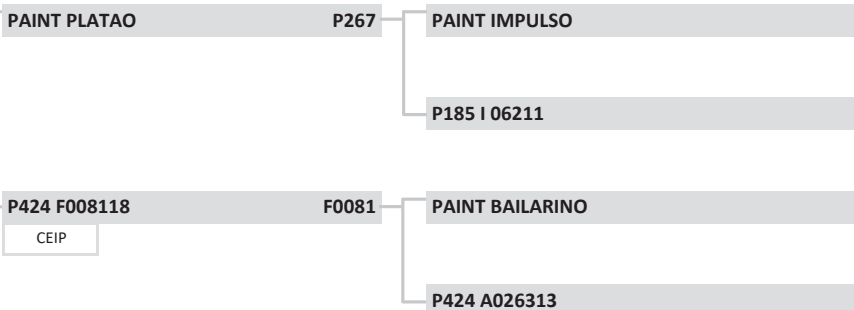 PAINT PLATAO P267 PAINT IMPULSO
P185 I 06211
P424 F008118 F0081 PAINT BAILARINO
CEIP
P424 A026313